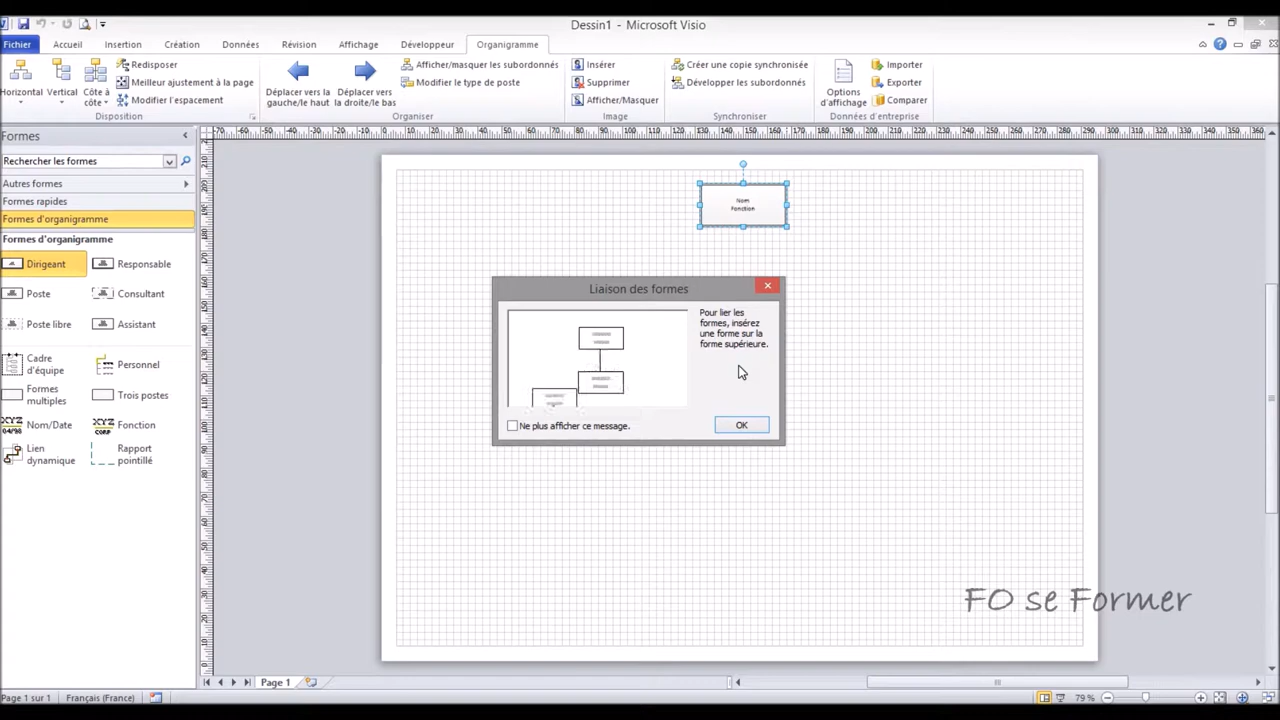 Dessin1 - Microsoft Visio
Fichier Accueil Insertion Création Données Révision Affichage Développeur Organigramme
Horizontal
Vertical
Côte à
côte
Redisposer
Meilleur ajustement à la page
Modifier l'espacement
Disposition
Déplacer vers la
gauche/le haut
Déplacer vers
la droite/le bas
Afficher/masquer les subordonnés
Modifier le type de poste
Organiser
Insérer
Supprimer
Afficher/Masquer
Image
Créer une copie synchronisée
Développer les subordonnés
Synchroniser
Options
d'affichage
Importer
Exporter
Comparer
Données d'entreprise
Formes
Rechercher les formes
Autres formes
Formes rapides
Formes d'organigramme
Formes d'organigramme
Dirigeant Responsable
Poste Consultant
Poste libre Assistant
Cadre
d'équipe
Personnel
Formes
multiples
Trois postes
Nom/Date Fonction
Lien
dynamique
Rapport
pointillé
Nom
Fonction
Liaison des formes
Pour lier les
formes, insérez
une forme sur la
forme supérieure.
Ne plus afficher ce message.
OK
FO se Former
Page 1
Page 1 sur 1 Français (France) 79 %